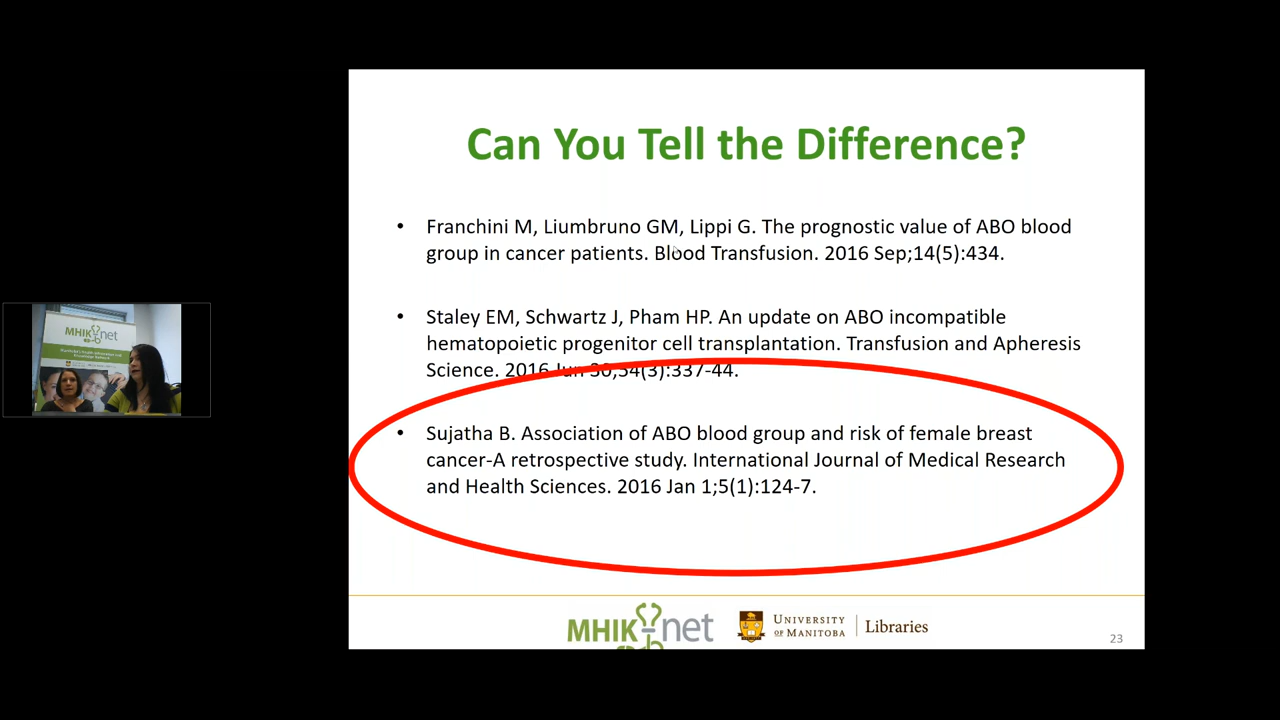 Can You Tell the Difference?
• Franchini M, Liumbruno GM, Lippi G. The prognostic value of ABO blood
group in cancer patients. Blood Transfusion. 2016 Sep;14(5):434.
• Staley EM, Schwartz J, Pham HP. An update on ABO incompatible
hematopoietic progenitor cell transplantation. Transfusion and Apheresis
Science. 2016 Jun 30;54(3):337-44.
• Sujatha B. Association of ABO blood group and risk of female breast
cancer-A retrospective study. International Journal of Medical Research
and Health Sciences. 2016 Jan 1;5(1):124-7.
MHIKnet
UNIVERSITY
OF MANITOBA
Libraries
23
MHIKnet